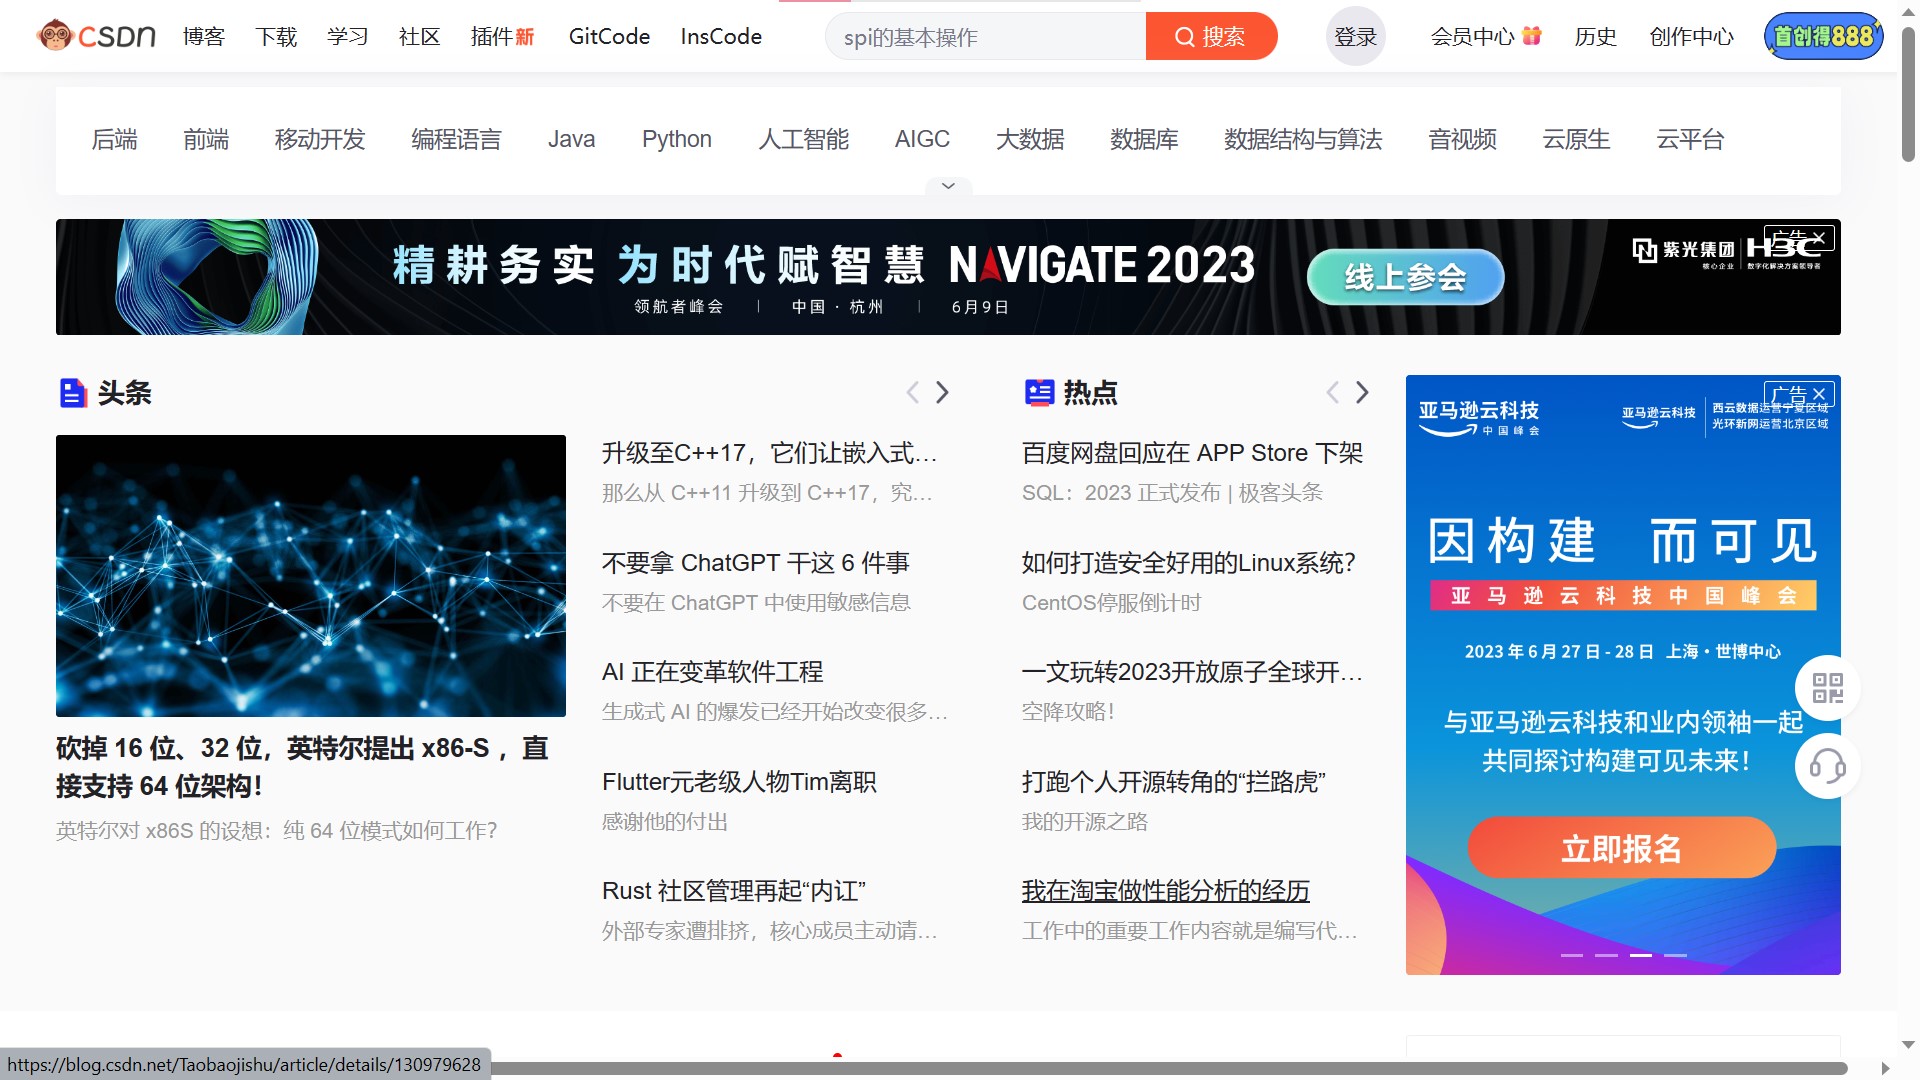 CSDN 博客 下载 学习 社区 插件新 GitCode InsCode spi的基本操作 搜索 登录 会员中心 历史 创作中心 首创得888
后端 前端 移动开发 编程语言 Java Python 人工智能 AIGC 大数据 数据库 数据结构与算法 音视频 云原生 云平台
精耕务实 为时代赋智慧 NAVIGATE 2023
领航者峰会 | 中国·杭州 | 6月9日
线上参会
紫光集团 H3C
核心企业 数字化解决方案领导者
广告
头条
砍掉 16 位、32 位，英特尔提出 x86-S ，直
接支持 64 位架构！
英特尔对 x86S 的设想：纯 64 位模式如何工作？
升级至C++17，它们让嵌入式…
那么从 C++11 升级到 C++17，究…
不要拿 ChatGPT 干这 6 件事
不要在 ChatGPT 中使用敏感信息
AI 正在变革软件工程
生成式 AI 的爆发已经开始改变很多…
Flutter元老级人物Tim离职
感谢他的付出
Rust 社区管理再起“内讧”
外部专家遭排挤，核心成员主动请…
热点
百度网盘回应在 APP Store 下架
SQL：2023 正式发布 | 极客头条
如何打造安全好用的Linux系统？
CentOS停服倒计时
一文玩转2023开放原子全球开…
空降攻略！
打跑个人开源转角的“拦路虎”
我的开源之路
我在淘宝做性能分析的经历
工作中的重要工作内容就是编写代…
广告
亚马逊云科技
中国峰会
亚马逊云科技
西云数据运营宁夏区域
光环新网运营北京区域
因构建 而可见
亚马逊云科技中国峰会
2023 年 6 月 27 日 - 28 日 上海·世博中心
与亚马逊云科技和业内领袖一起
共同探讨构建可见未来！
立即报名
https://blog.csdn.net/Taobaojishu/article/details/130979628